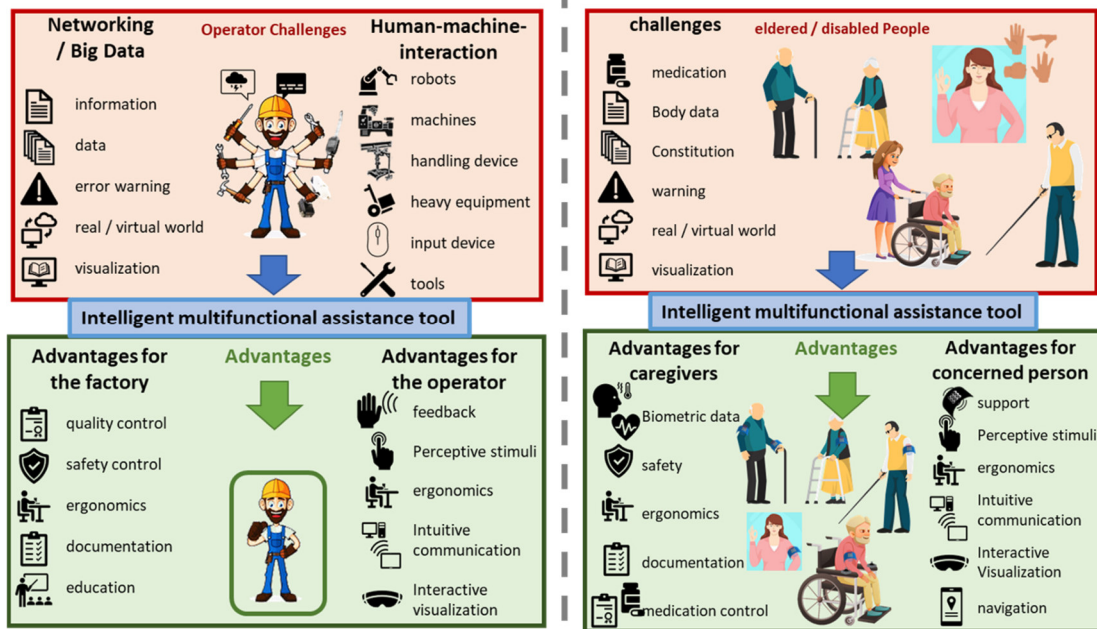 Networking
/ Big Data
Operator Challenges
Human-machine-
interaction
information
data
error warning
real / virtual world
visualization
robots
machines
handling device
heavy equipment
input device
tools
Intelligent multifunctional assistance tool
Advantages for
the factory
Advantages
Advantages for
the operator
quality control
safety control
ergonomics
documentation
education
feedback
Perceptive stimuli
ergonomics
Intuitive
communication
Interactive
visualization
challenges
eldered / disabled People
medication
Body data
Constitution
warning
real / virtual world
visualization
Intelligent multifunctional assistance tool
Advantages for
caregivers
Advantages
Advantages for
concerned person
Biometric data
safety
ergonomics
documentation
medication control
support
Perceptive stimuli
ergonomics
Intuitive
communication
Interactive
Visualization
navigation